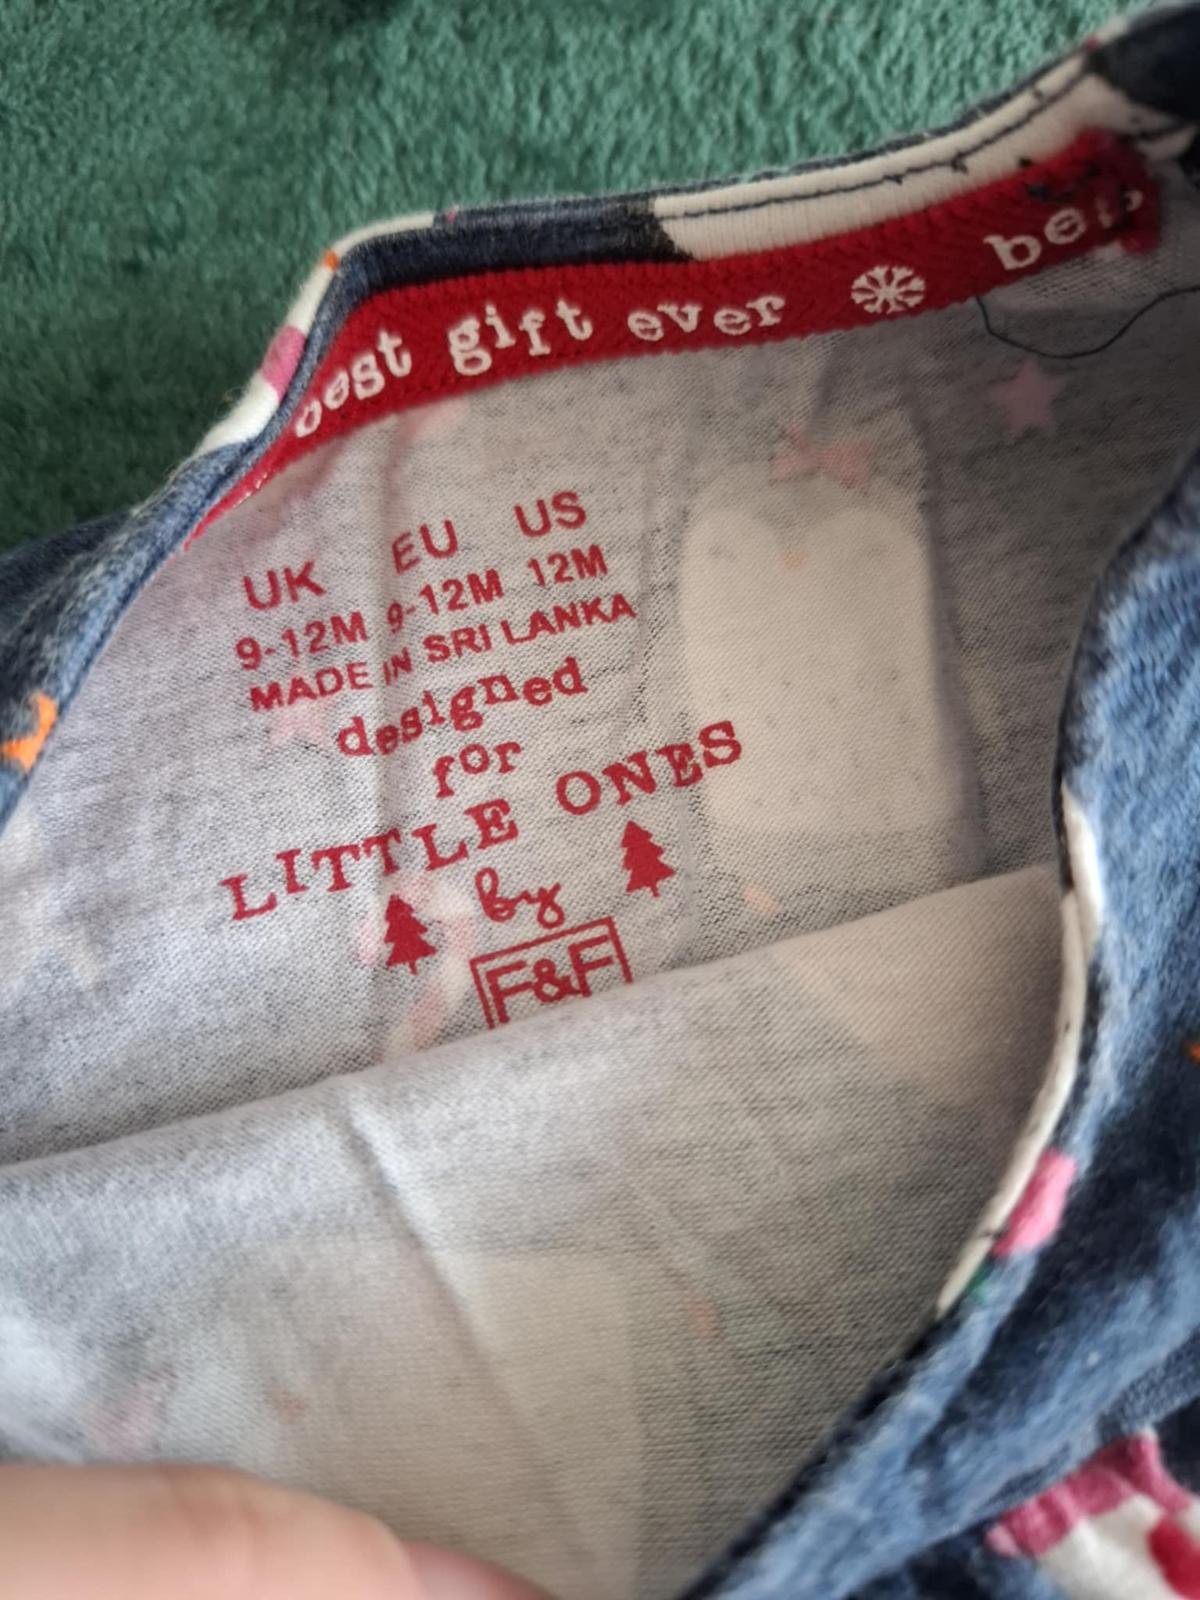 best gift ever best
UK EU US
9-12M 9-12M 12M
MADE IN SRI LANKA
designed
for
LITTLE ONES
by
F&F